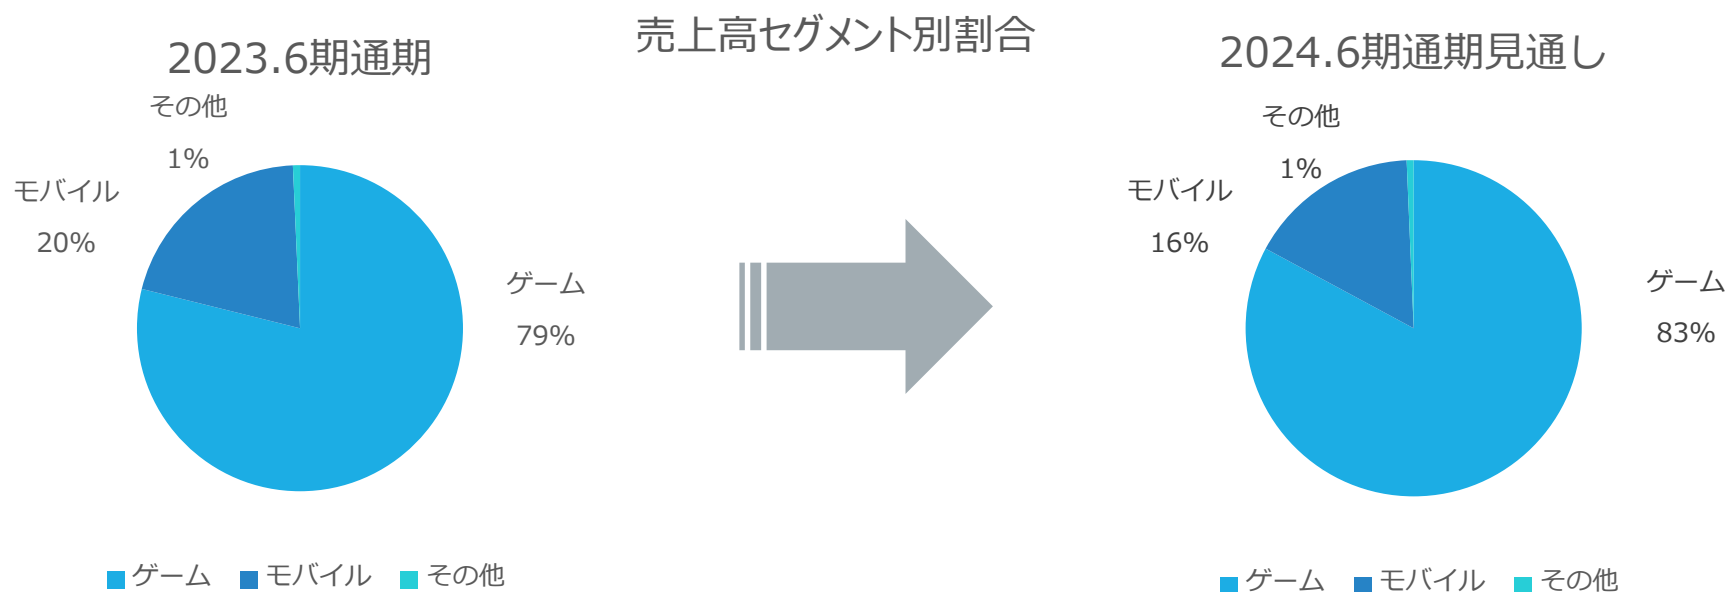 売上高セグメント別割合
2023.6期通期
その他
1%
モバイル
20%
ゲーム
79%
ゲーム モバイル その他
2024.6期通期見通し
その他
1%
モバイル
16%
ゲーム
83%
ゲーム モバイル その他